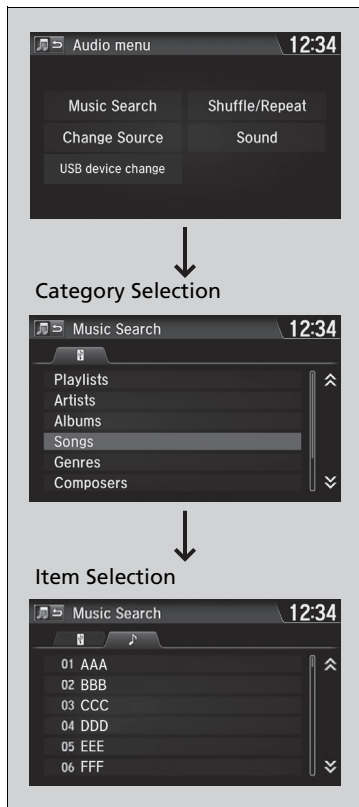 Audio menu 12:34
Music Search Shuffle/Repeat
Change Source Sound
USB device change
Category Selection
Music Search 12:34
Playlists
Artists
Albums
Songs
Genres
Composers
Item Selection
Music Search 12:34
01 AAA
02 BBB
03 CCC
04 DDD
05 EEE
06 FFF